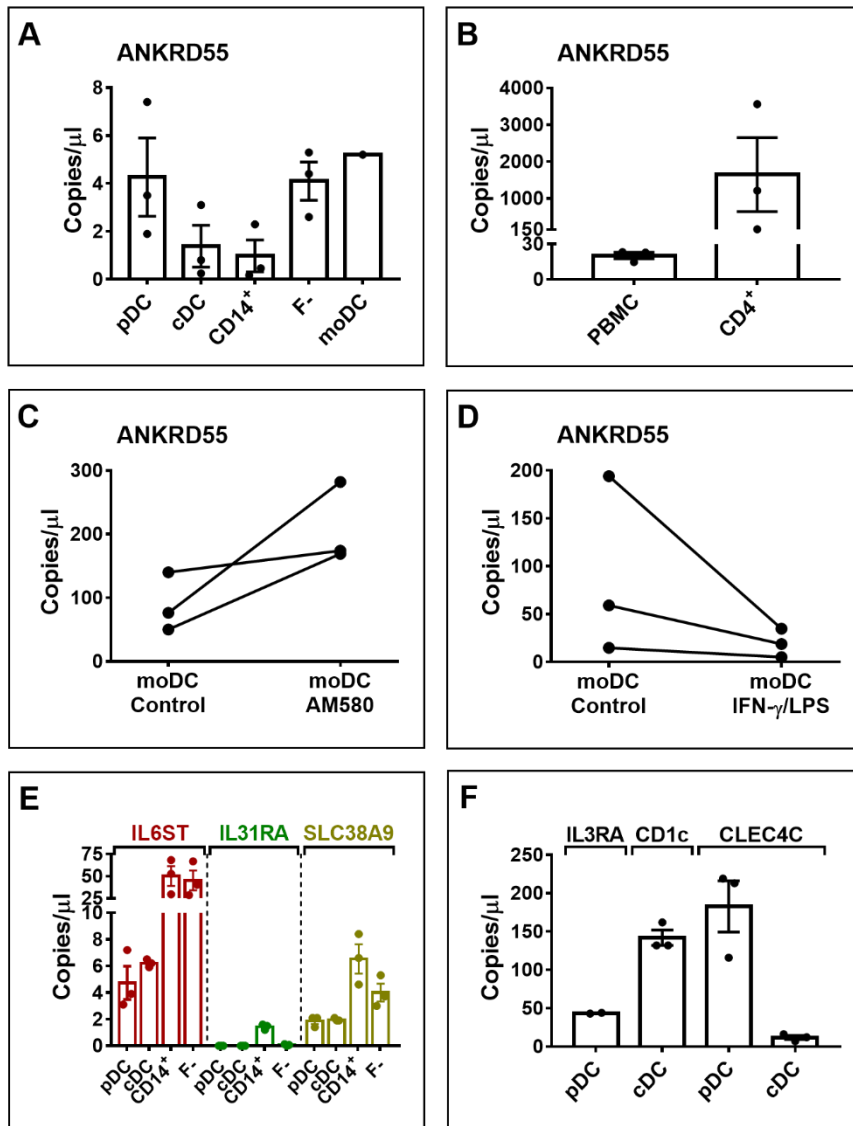 A
ANKRD55
Copies/µl
8
6
4
2
0
pDC
cDC
CD14+
F-
moDC
B
ANKRD55
Copies/µl
4000
3000
2000
1000
150
30
0
PBMC
CD4+
C
ANKRD55
Copies/µl
300
200
100
0
moDC
Control
moDC
AM580
D
ANKRD55
Copies/µl
200
150
100
50
0
moDC
Control
moDC
IFN-γ/LPS
E
IL6ST IL31RA SLC38A9
Copies/µl
75
50
25
6
4
2
0
pDC
cDC
CD14+
F-
pDC
cDC
CD14+
F-
pDC
cDC
CD14+
F-
F
IL3RA CD1c CLEC4C
Copies/µl
250
200
150
100
50
0
pDC
cDC
pDC
cDC